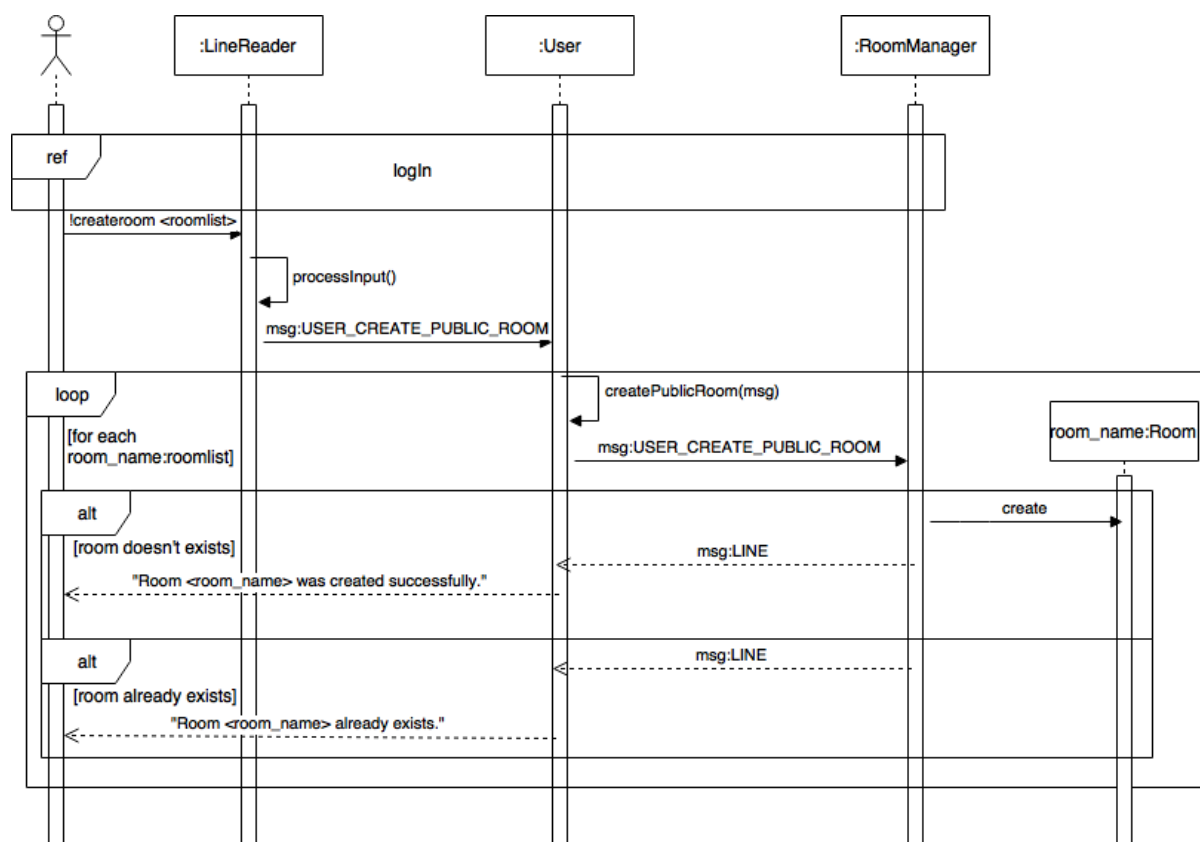 :LineReader
:User
:RoomManager
ref
logIn
!createroom <roomlist>
processInput()
msg:USER_CREATE_PUBLIC_ROOM
loop
createPublicRoom(msg)
[for each
room_name:roomlist]
msg:USER_CREATE_PUBLIC_ROOM
room_name:Room
alt
create
[room doesn't exists]
msg:LINE
"Room <room_name> was created successfully."
alt
msg:LINE
[room already exists]
"Room <room_name> already exists."